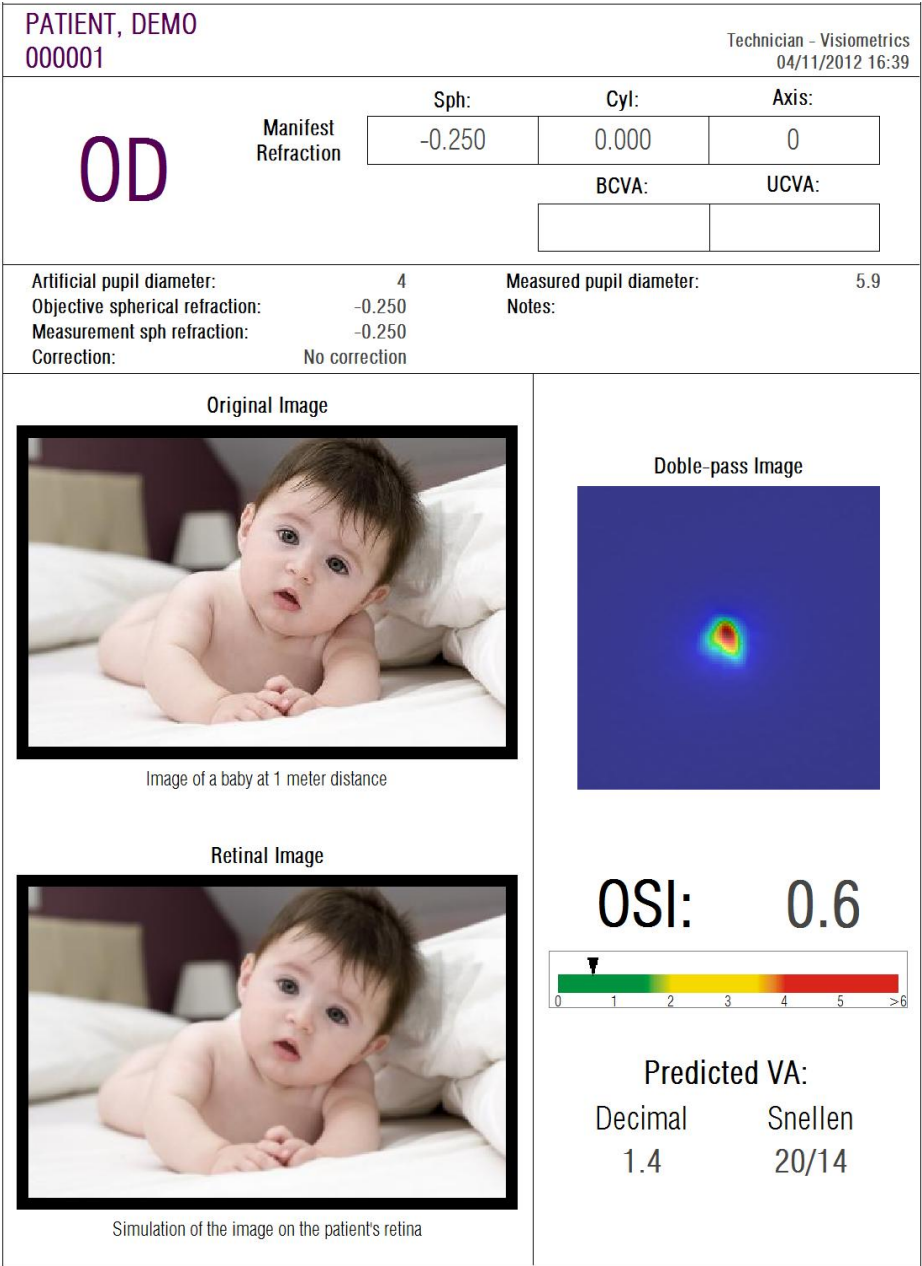 PATIENT, DEMO
000001
Technician - Visiometrics
04/11/2012 16:39
OD
Manifest
Refraction
Sph: Cyl: Axis:
-0.250 0.000 0
BCVA: UCVA:
Artificial pupil diameter: 4
Objective spherical refraction: -0.250
Measurement sph refraction: -0.250
Correction: No correction
Measured pupil diameter: 5.9
Notes:
Original Image
Image of a baby at 1 meter distance
Retinal Image
Simulation of the image on the patient's retina
Doble-pass Image
OSI: 0.6
0 1 2 3 4 5 >6
Predicted VA:
Decimal Snellen
1.4 20/14